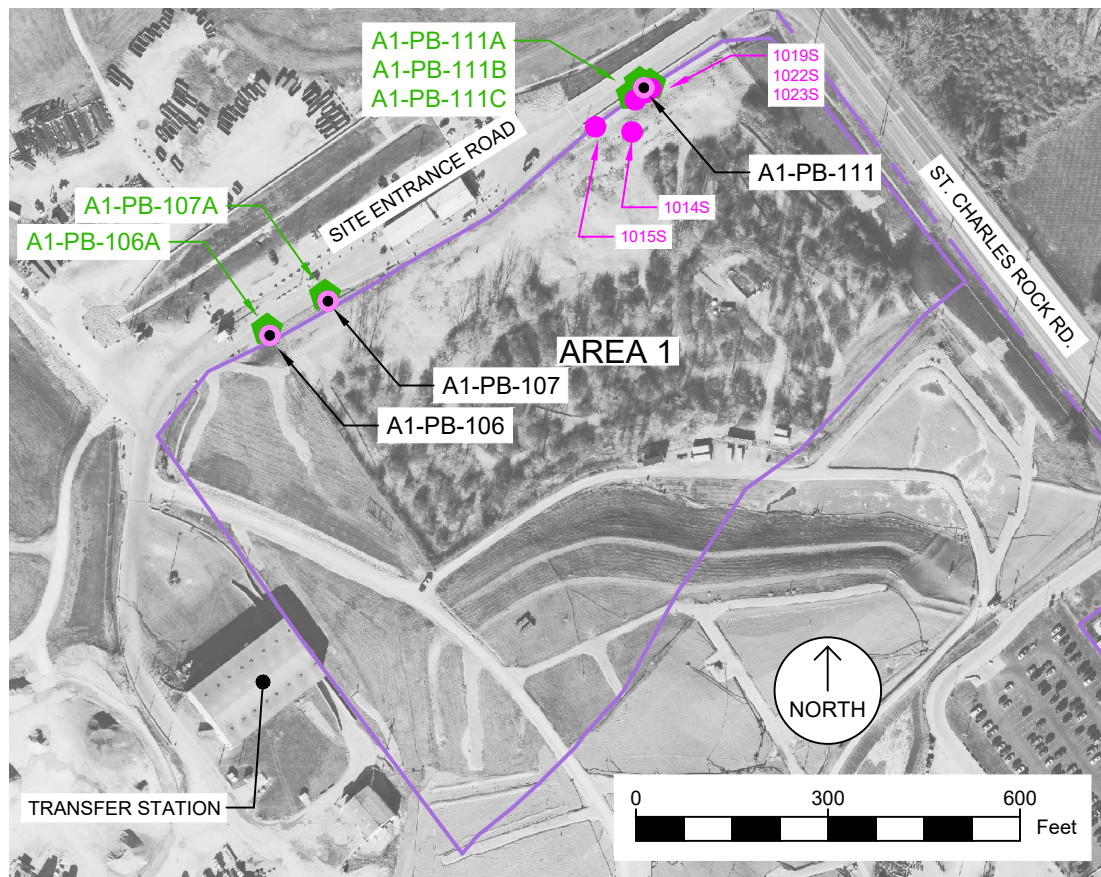 A1-PB-111A
A1-PB-111B
A1-PB-111C
1019S
1022S
1023S
A1-PB-111
SITE ENTRANCE ROAD
ST. CHARLES ROCK RD.
A1-PB-107A
A1-PB-106A
1014S
1015S
AREA 1
A1-PB-107
A1-PB-106
NORTH
TRANSFER STATION
0 300 600
Feet